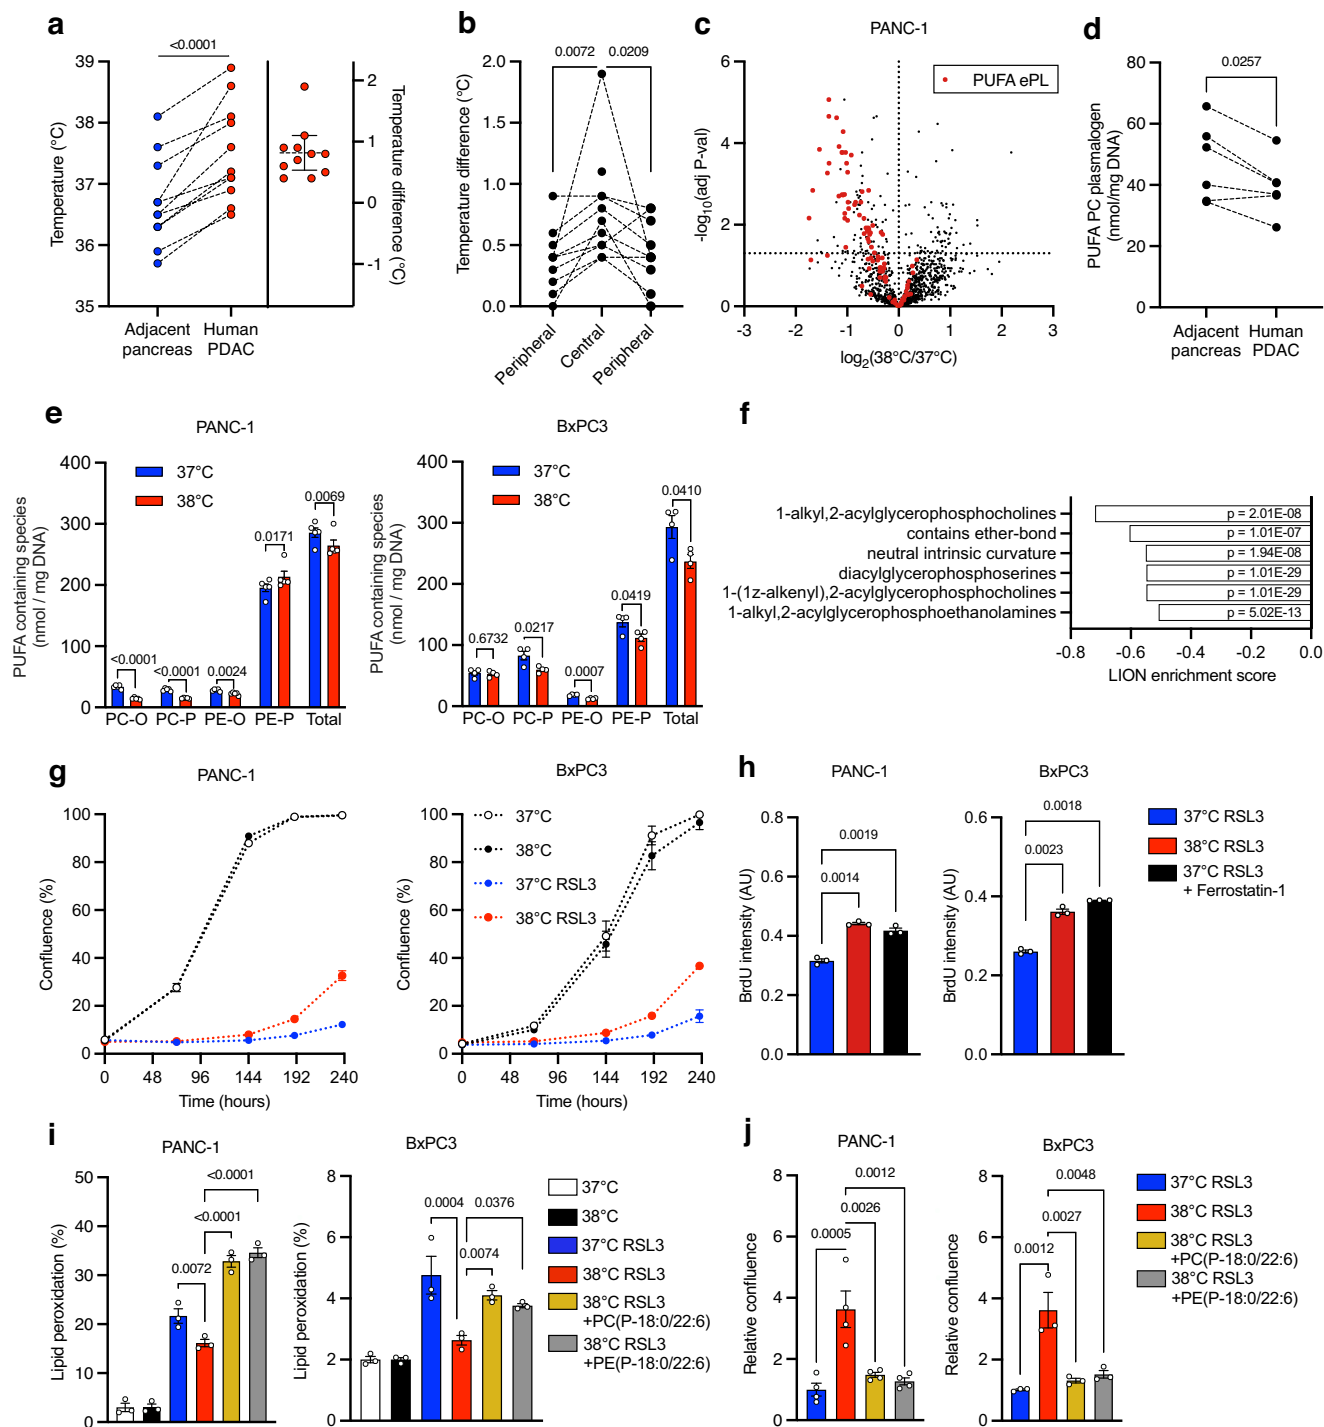 a
<0.0001
39
38
37
36
35
Temperature (°C)
Adjacent
pancreas
Human
PDAC
2
1
0
-1
Temperature difference (°C)
b
0.0072
0.0209
2.0
1.5
1.0
0.5
0.0
Temperature difference (°C)
Peripheral
Central
Peripheral
c
PANC-1
PUFA ePL
6
4
2
0
-log10(adj P-val)
-3
-2
-1
0
1
2
3
log2(38°C/37°C)
d
0.0257
80
60
40
20
0
PUFA PC plasmalogen
(nmol/mg DNA)
Adjacent
pancreas
Human
PDAC
e
PANC-1
37°C
38°C
400
300
200
100
0
PUFA containing species
(nmol / mg DNA)
<0.0001
<0.0001
0.0024
0.0171
0.0069
PC-O
PC-P
PE-O
PE-P
Total
BxPC3
37°C
38°C
400
300
200
100
0
PUFA containing species
(nmol / mg DNA)
0.6732
0.0217
0.0007
0.0419
0.0410
PC-O
PC-P
PE-O
PE-P
Total
f
1-alkyl,2-acylglycerophosphocholines
p = 2.01E-08
contains ether-bond
p = 1.01E-07
neutral intrinsic curvature
p = 1.94E-08
diacylglycerophosphoserines
p = 1.01E-29
1-(1z-alkenyl),2-acylglycerophosphocholines
p = 1.01E-29
1-alkyl,2-acylglycerophosphoethanolamines
p = 5.02E-13
-0.8
-0.6
-0.4
-0.2
0.0
LION enrichment score
g
PANC-1
100
80
60
40
20
0
Confluence (%)
0
48
96
144
192
240
Time (hours)
BxPC3
100
80
60
40
20
0
Confluence (%)
37°C
38°C
37°C RSL3
38°C RSL3
0
48
96
144
192
240
Time (hours)
h
PANC-1
0.8
0.6
0.4
0.2
0.0
BrdU intensity (AU)
0.0019
0.0014
BxPC3
0.6
0.4
0.2
0.0
BrdU intensity (AU)
0.0018
0.0023
37°C RSL3
38°C RSL3
37°C RSL3
+ Ferrostatin-1
i
PANC-1
50
40
30
20
10
0
Lipid peroxidation (%)
<0.0001
<0.0001
0.0072
BxPC3
8
6
4
2
0
Lipid peroxidation (%)
0.0004
0.0376
0.0074
37°C
38°C
37°C RSL3
38°C RSL3
38°C RSL3
+PC(P-18:0/22:6)
38°C RSL3
+PE(P-18:0/22:6)
j
PANC-1
8
6
4
2
0
Relative confluence
0.0012
0.0026
0.0005
BxPC3
8
6
4
2
0
Relative confluence
0.0048
0.0027
0.0012
37°C RSL3
38°C RSL3
38°C RSL3
+PC(P-18:0/22:6)
38°C RSL3
+PE(P-18:0/22:6)